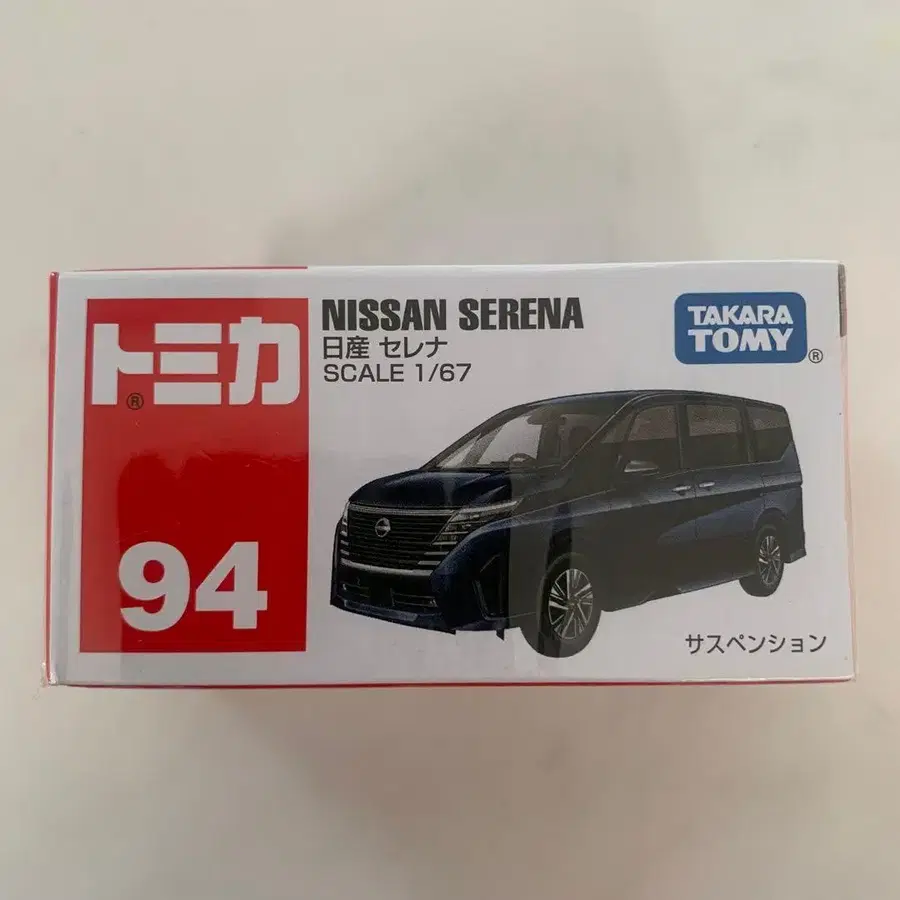 トミカ
®
94
NISSAN SERENA
日産 セレナ
SCALE 1/67
TAKARA
TOMY
®
サスペンション